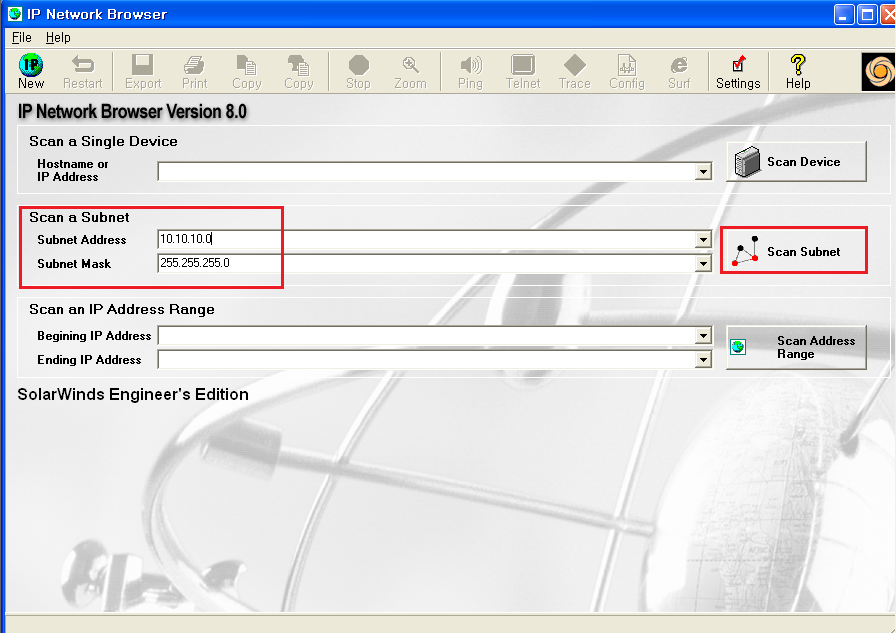 IP Network Browser
File Help
New Restart Export Print Copy Copy Stop Zoom Ping Telnet Trace Config Surf Settings Help
IP Network Browser Version 8.0
Scan a Single Device
Hostname or
IP Address
Scan Device
Scan a Subnet
Subnet Address 10.10.10.0
Subnet Mask 255.255.255.0
Scan Subnet
Scan an IP Address Range
Begining IP Address
Ending IP Address
Scan Address
Range
SolarWinds Engineer's Edition